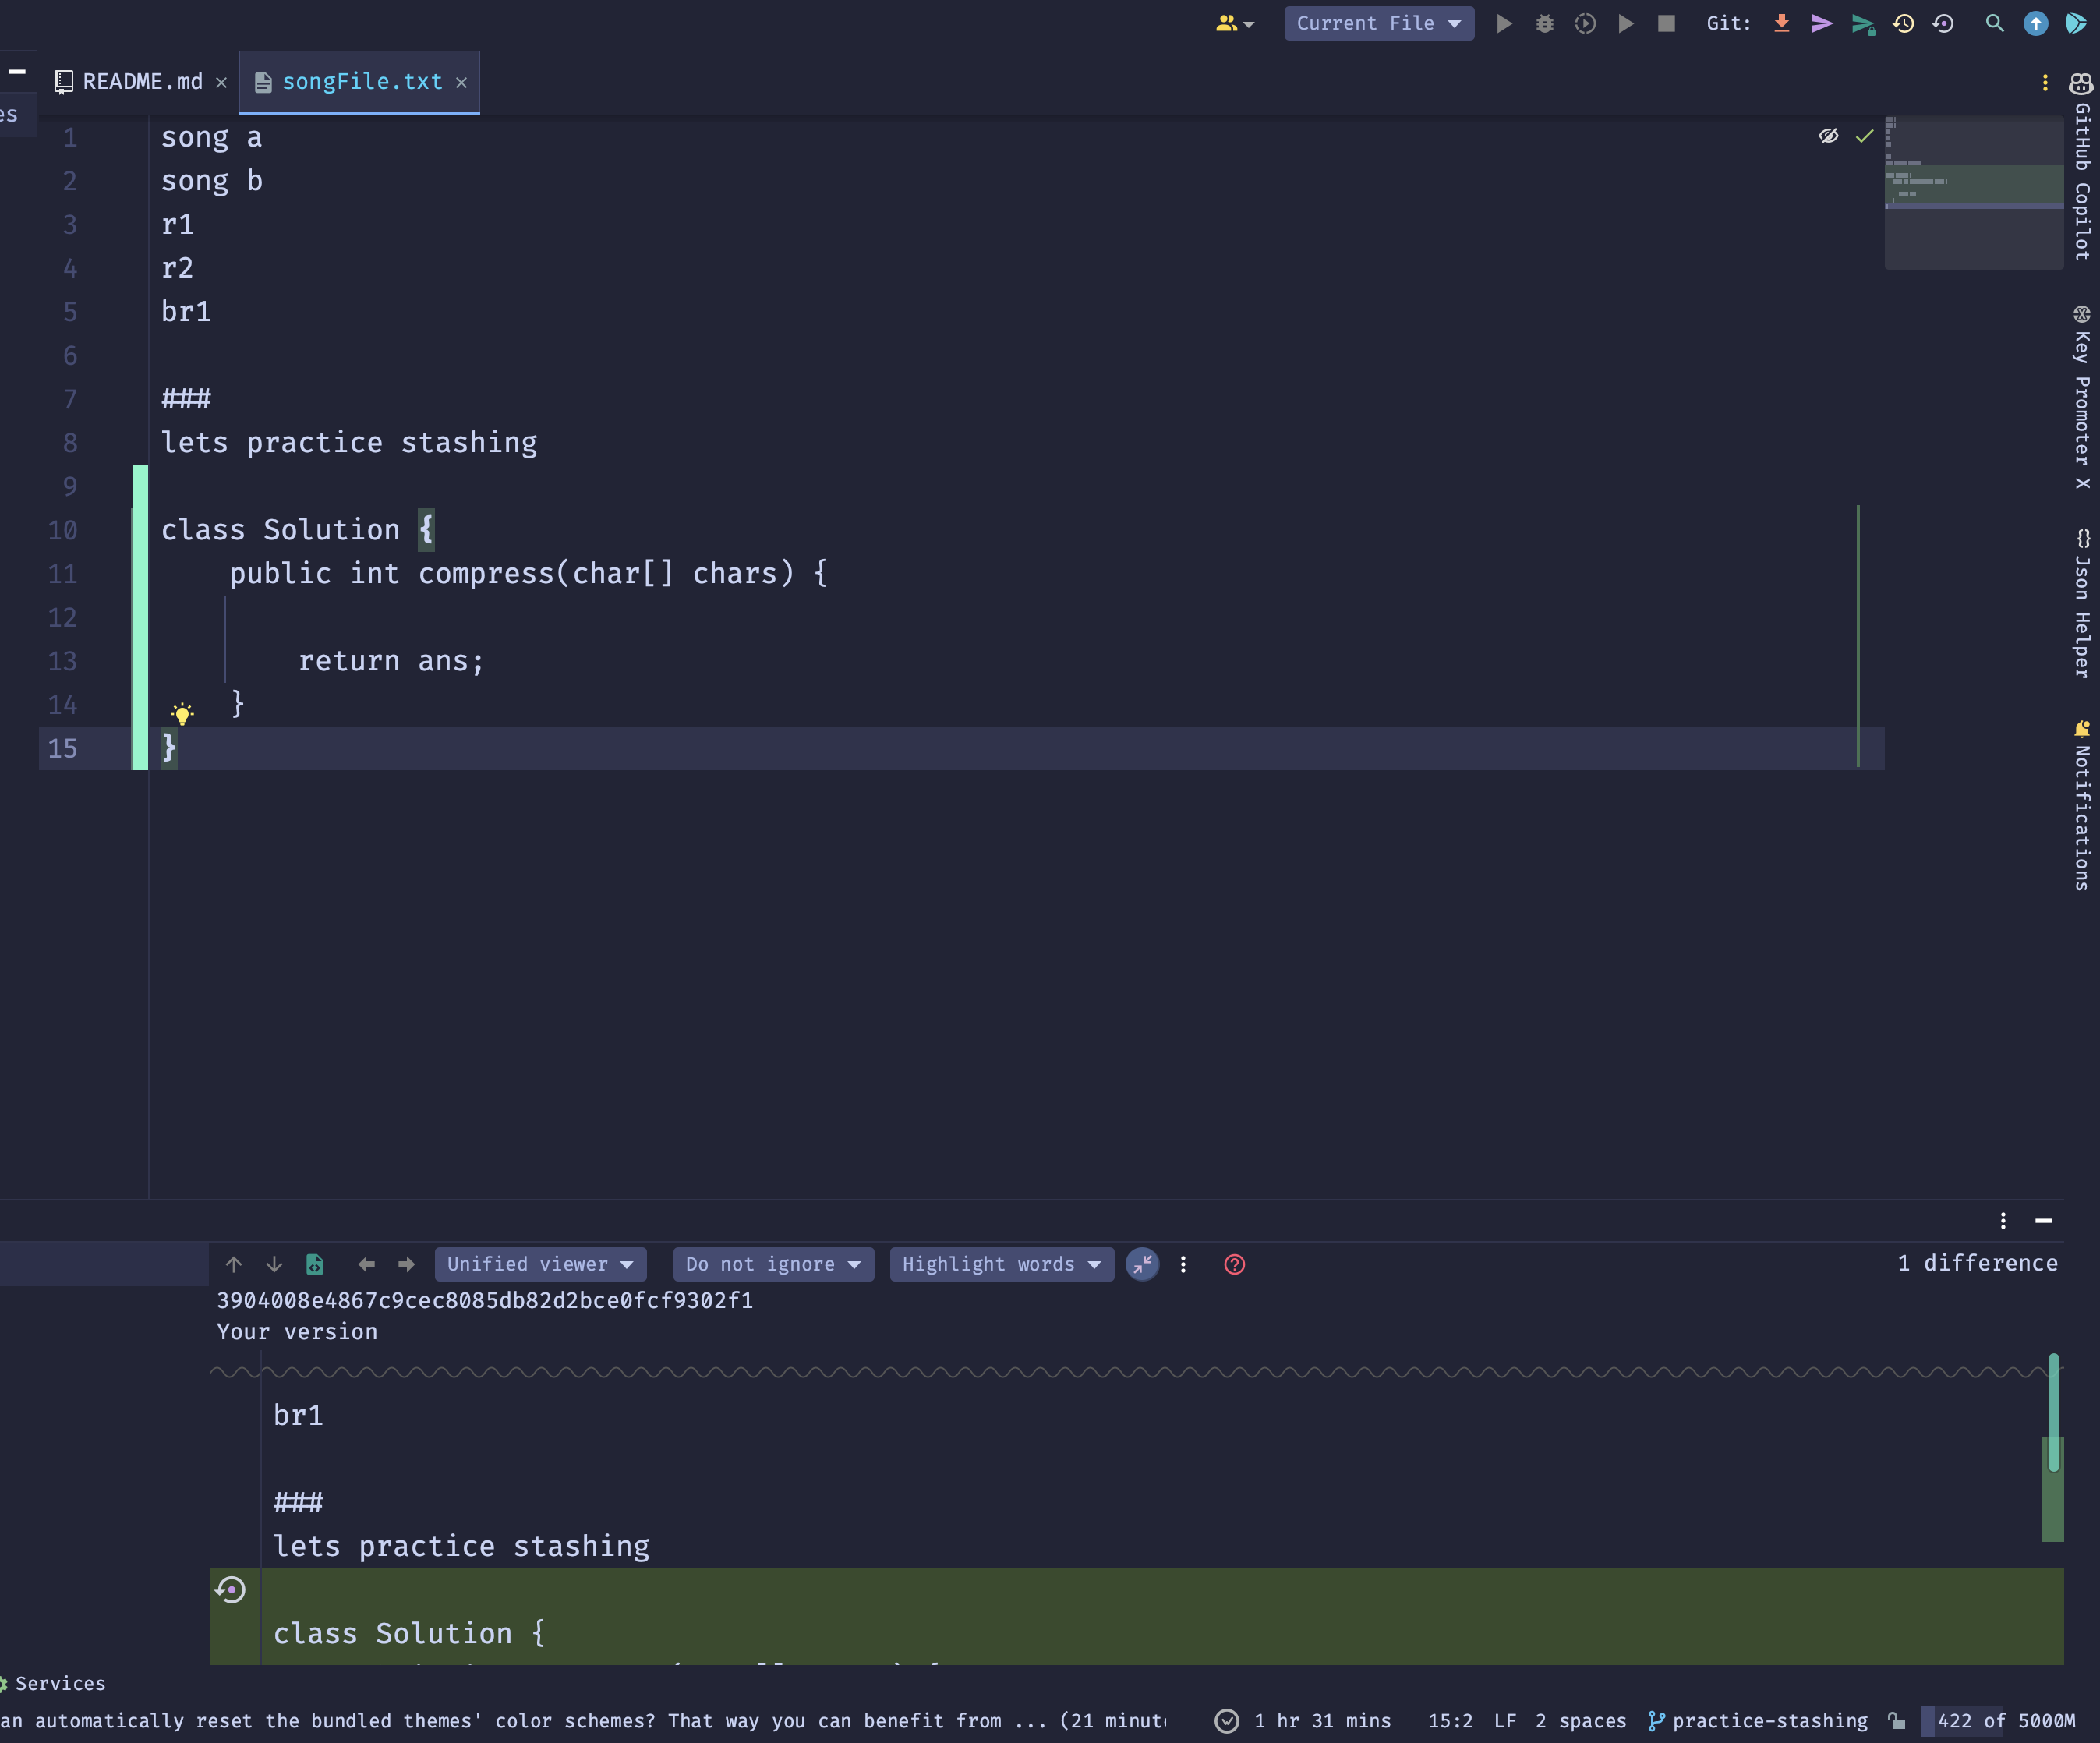 Current File
Git:
es
README.md
songFile.txt
1 song a
2 song b
3 r1
4 r2
5 br1
6
7 ###
8 lets practice stashing
9
10 class Solution {
11     public int compress(char[] chars) {
12
13         return ans;
14     }
15 }
GitHub Copilot
Key Promoter X
Json Helper
Notifications
Unified viewer
Do not ignore
Highlight words
1 difference
3904008e4867c9cec8085db82d2bce0fcf9302f1
Your version
br1
###
lets practice stashing
class Solution {
Services
an automatically reset the bundled themes' color schemes? That way you can benefit from ... (21 minut
1 hr 31 mins
15:2
LF
2 spaces
practice-stashing
422 of 5000M